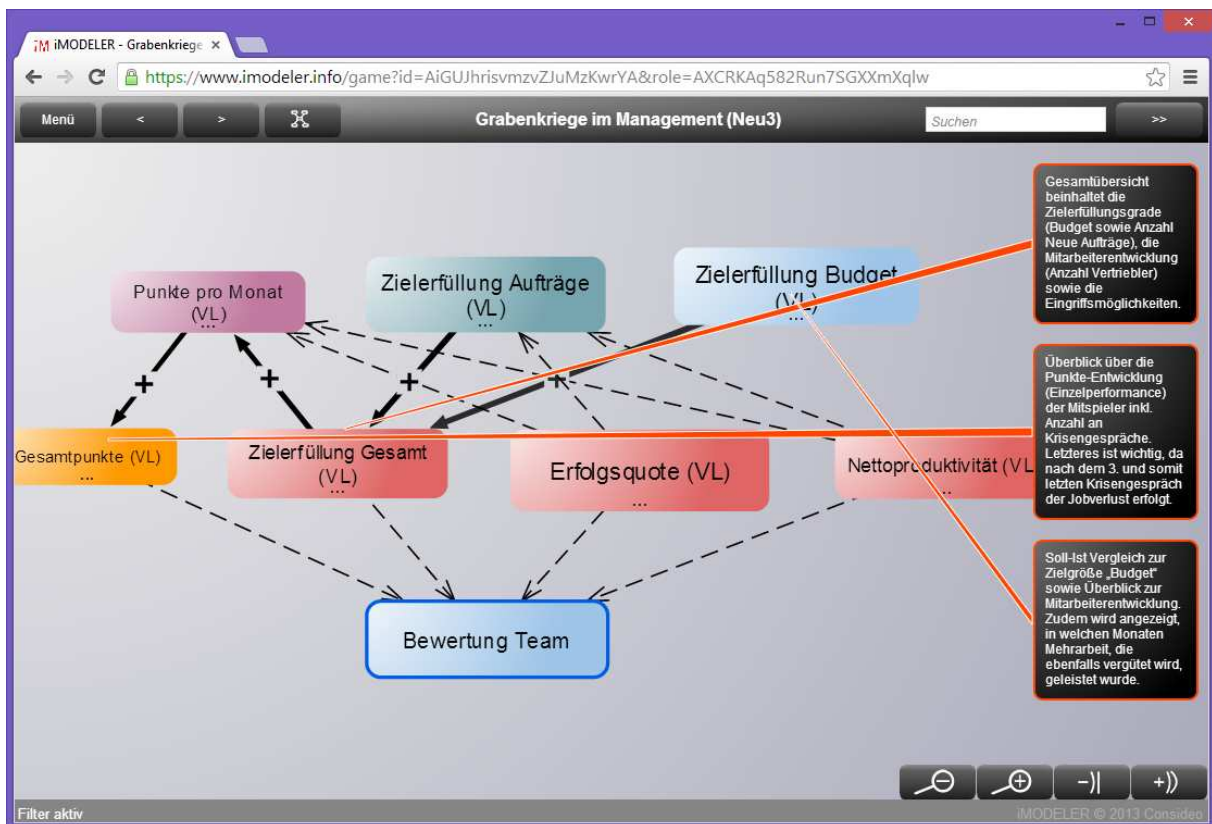 iM iMODELER - Grabenkriege
https://www.imodeler.info/game?id=AiGUJhrisvmzvZJuMzKwrYA&role=AXCRKAq582Run7SGXXmXqlw
Menü < > Grabenkriege im Management (Neu3) Suchen >>
Punkte pro Monat
(VL)
...
Zielerfüllung Aufträge
(VL)
...
Zielerfüllung Budget
(VL)
...
+ + + +
Gesamtpunkte (VL)
...
Zielerfüllung Gesamt
(VL)
...
Erfolgsquote (VL)
...
Nettoproduktivität (VL
...
Bewertung Team
Gesamtübersicht
beinhaltet die
Zielerfüllungsgrade
(Budget sowie Anzahl
Neue Aufträge), die
Mitarbeiterentwicklung
(Anzahl Vertriebler)
sowie die
Eingriffsmöglichkeiten.
Überblick über die
Punkte-Entwicklung
(Einzelperformance)
der Mitspieler inkl.
Anzahl an
Krisengespräche.
Letzteres ist wichtig, da
nach dem 3. und somit
letzten Krisengespräch
der Jobverlust erfolgt.
Soll-Ist Vergleich zur
Zielgröße „Budget"
sowie Überblick zur
Mitarbeiterentwicklung.
Zudem wird angezeigt,
in welchen Monaten
Mehrarbeit, die
ebenfalls vergütet wird,
geleistet wurde.
-)| +))
Filter aktiv
iMODELER © 2013 Consideo